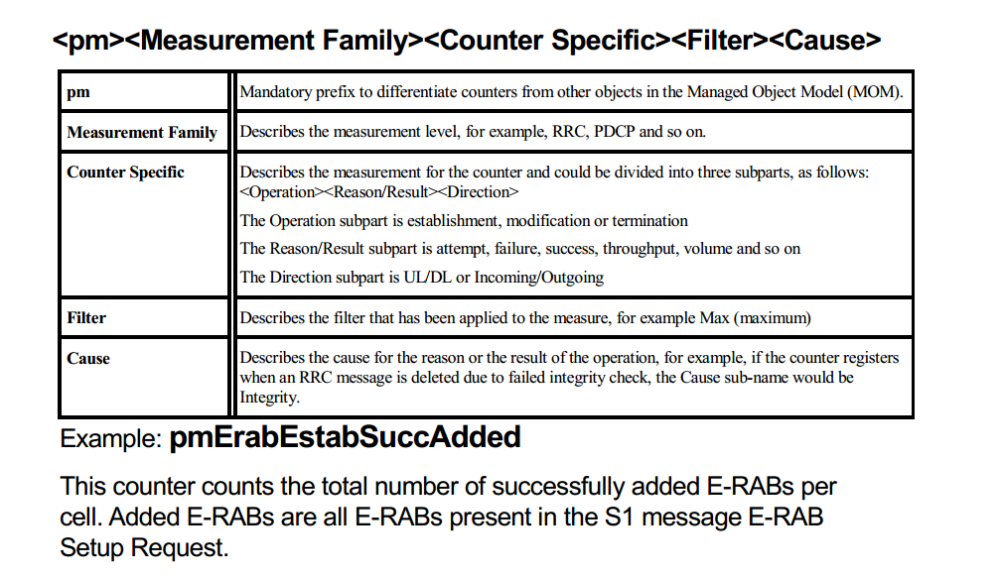 <pm><Measurement Family><Counter Specific><Filter><Cause>
pm
Mandatory prefix to differentiate counters from other objects in the Managed Object Model (MOM).
Measurement Family
Describes the measurement level, for example, RRC, PDCP and so on.
Counter Specific
Describes the measurement for the counter and could be divided into three subparts, as follows:
<Operation><Reason/Result><Direction>
The Operation subpart is establishment, modification or termination
The Reason/Result subpart is attempt, failure, success, throughput, volume and so on
The Direction subpart is UL/DL or Incoming/Outgoing
Filter
Describes the filter that has been applied to the measure, for example Max (maximum)
Cause
Describes the cause for the reason or the result of the operation, for example, if the counter registers
when an RRC message is deleted due to failed integrity check, the Cause sub-name would be
Integrity.
Example: pmErabEstabSuccAdded
This counter counts the total number of successfully added E-RABs per
cell. Added E-RABs are all E-RABs present in the S1 message E-RAB
Setup Request.